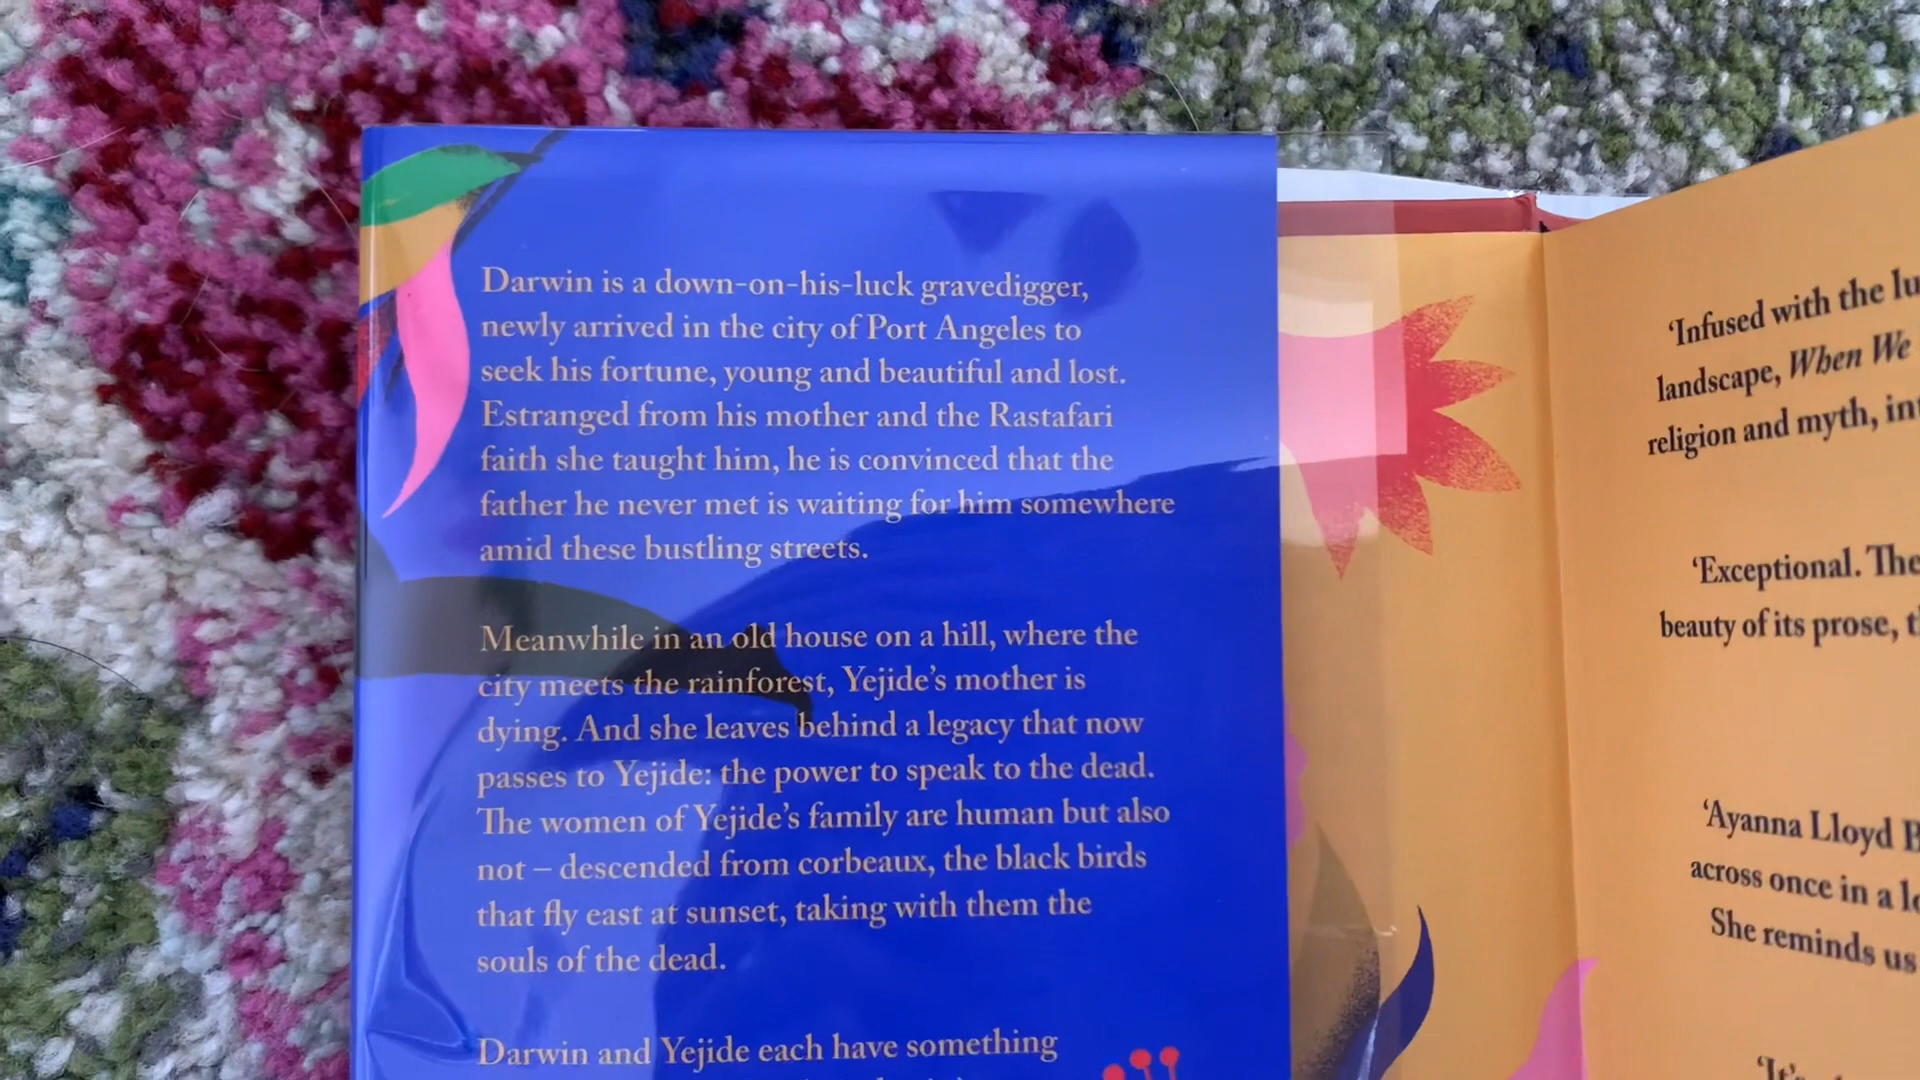 Darwin is a down-on-his-luck gravedigger,
newly arrived in the city of Port Angeles to
seek his fortune, young and beautiful and lost.
Estranged from his mother and the Rastafari
faith she taught him, he is convinced that the
father he never met is waiting for him somewhere
amid these bustling streets.
Meanwhile in an old house on a hill, where the
city meets the rainforest, Yejide’s mother is
dying. And she leaves behind a legacy that now
passes to Yejide: the power to speak to the dead.
The women of Yejide’s family are human but also
not – descended from corbeaux, the black birds
that fly east at sunset, taking with them the
souls of the dead.
Darwin and Yejide each have something
‘Infused with the
landscape, When We
religion and myth,
‘Exceptional. The
beauty of its prose,
‘Ayanna Lloyd
across once in a
She reminds us
‘It’s